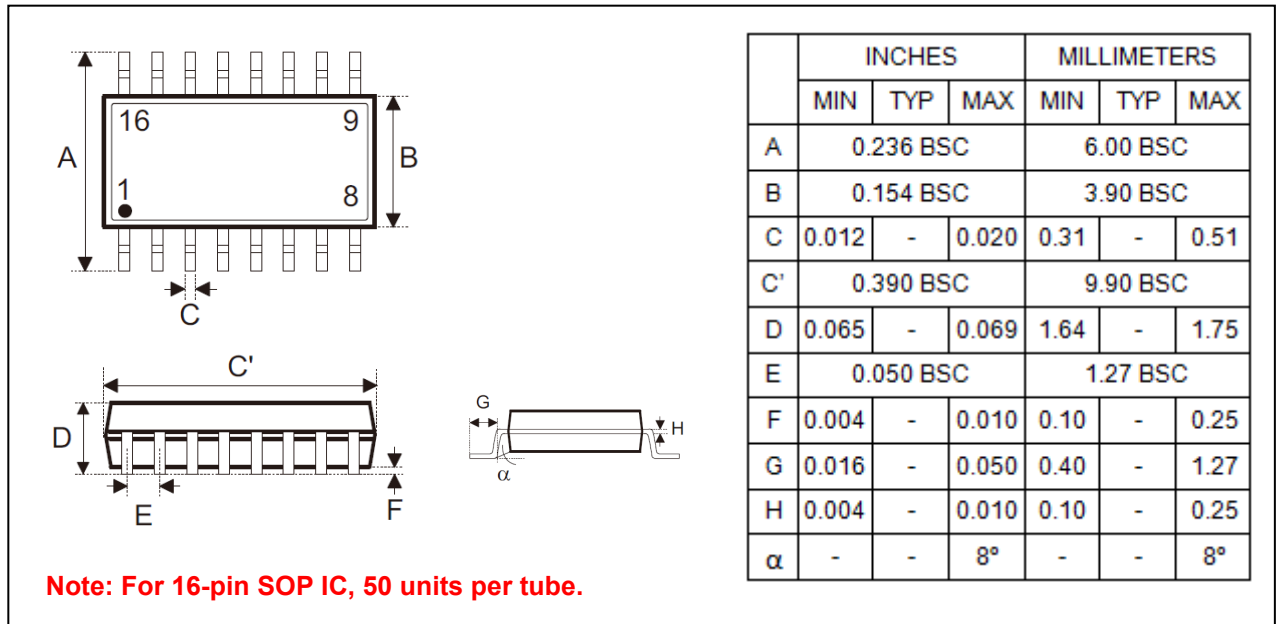 16 9
1 8
A
B
C
C'
D
E
F
G
H
α
Note: For 16-pin SOP IC, 50 units per tube.
INCHES MILLIMETERS
MIN TYP MAX MIN TYP MAX
A 0.236 BSC 6.00 BSC
B 0.154 BSC 3.90 BSC
C 0.012 - 0.020 0.31 - 0.51
C' 0.390 BSC 9.90 BSC
D 0.065 - 0.069 1.64 - 1.75
E 0.050 BSC 1.27 BSC
F 0.004 - 0.010 0.10 - 0.25
G 0.016 - 0.050 0.40 - 1.27
H 0.004 - 0.010 0.10 - 0.25
α - - 8° - - 8°